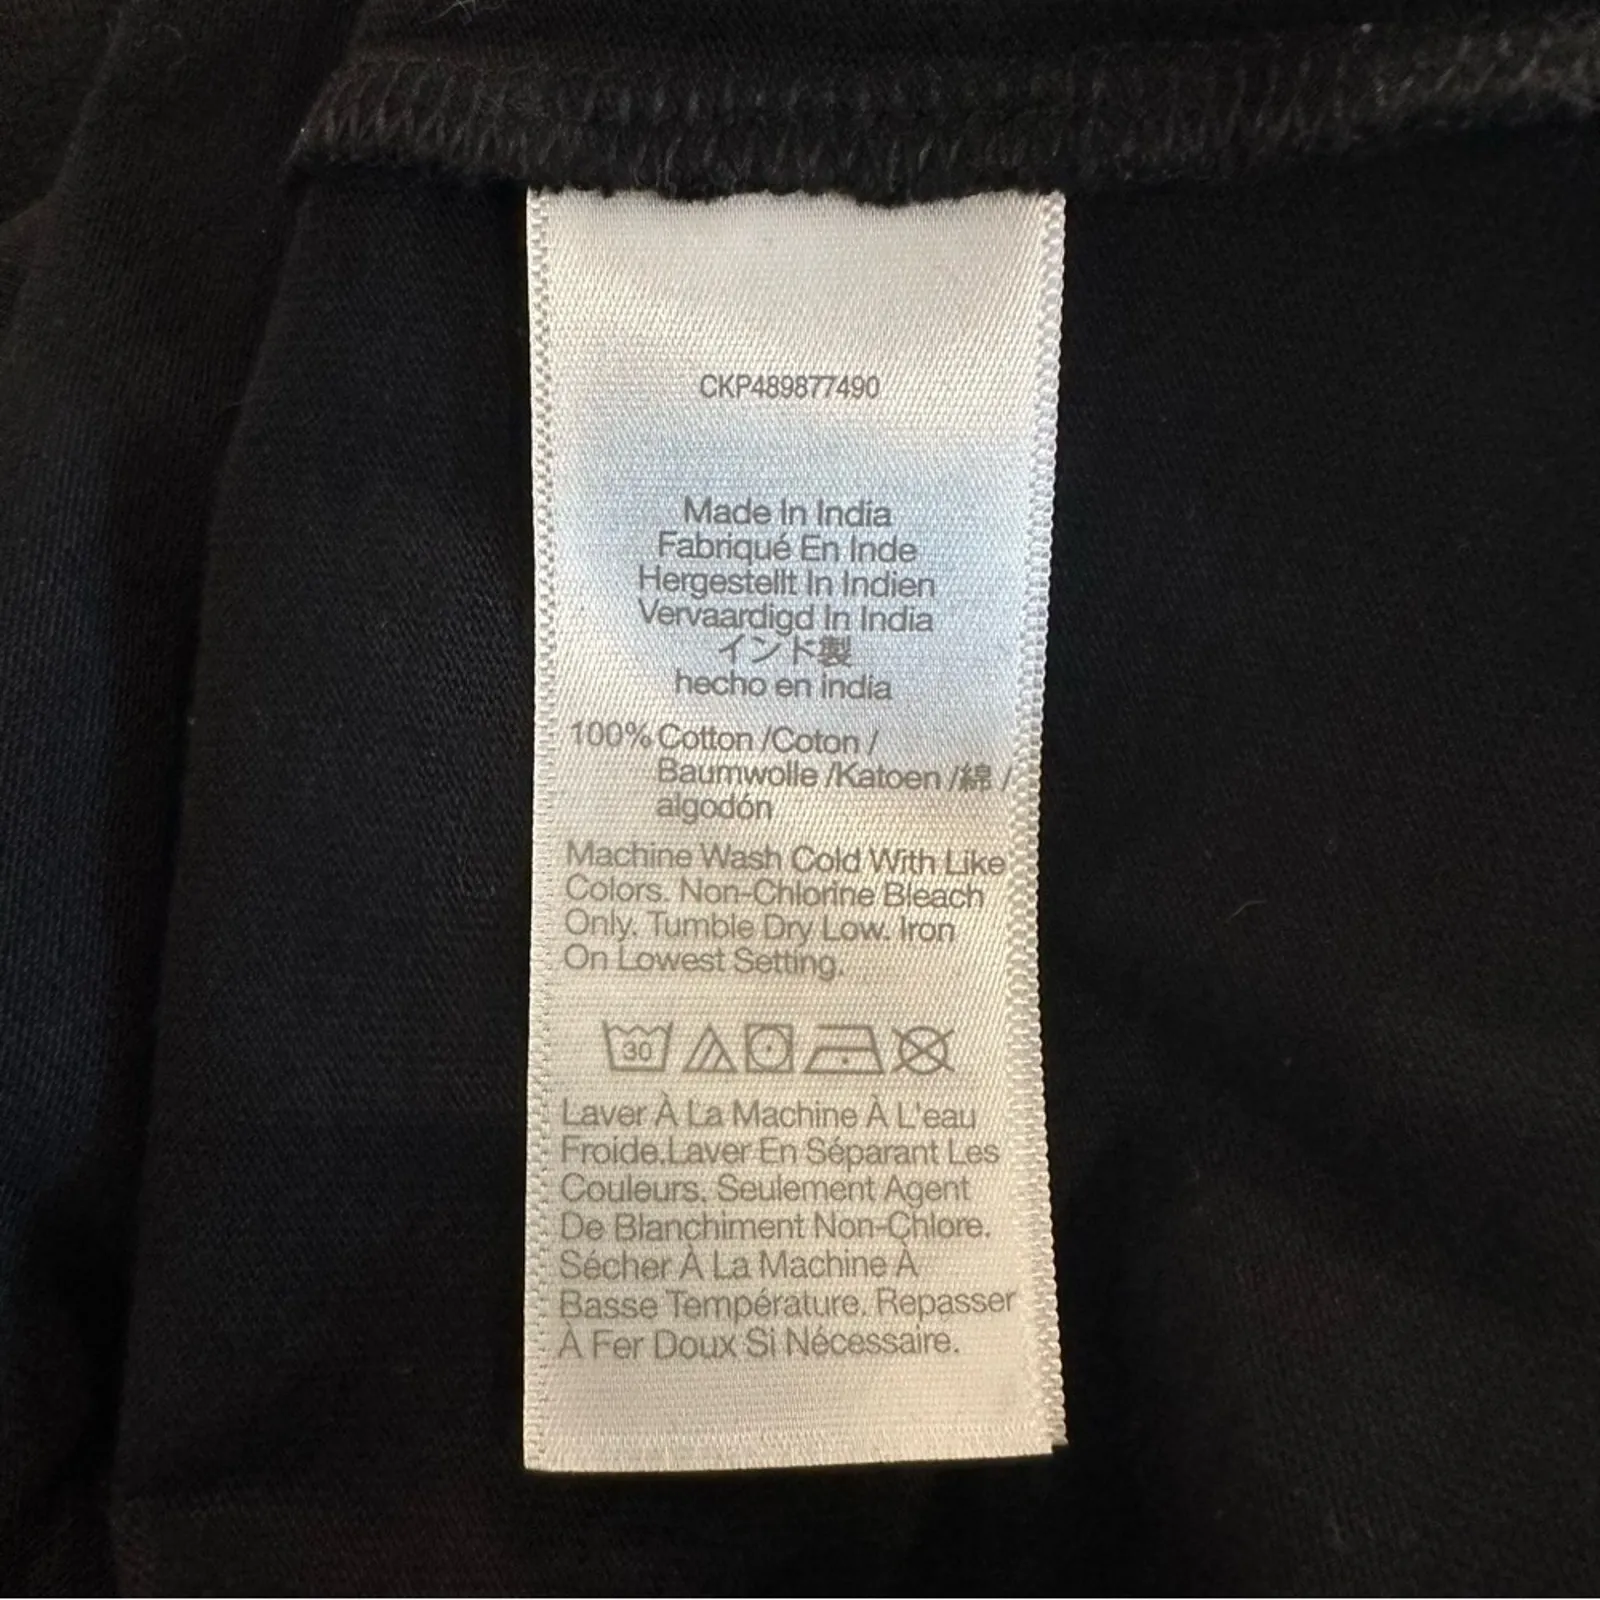 CKP489877490
Made In India
Fabriqué En Inde
Hergestellt In Indien
Vervaardigd In India
インド製
hecho en india
100% Cotton /Coton /
Baumwolle /Katoen /綿 /
algodón
Machine Wash Cold With Like
Colors. Non-Chlorine Bleach
Only. Tumble Dry Low. Iron
On Lowest Setting.
30
Laver À La Machine À L'eau
Froide.Laver En Séparant Les
Couleurs. Seulement Agent
De Blanchiment Non-Chlore.
Sécher À La Machine À
Basse Température. Repasser
À Fer Doux Si Nécessaire.